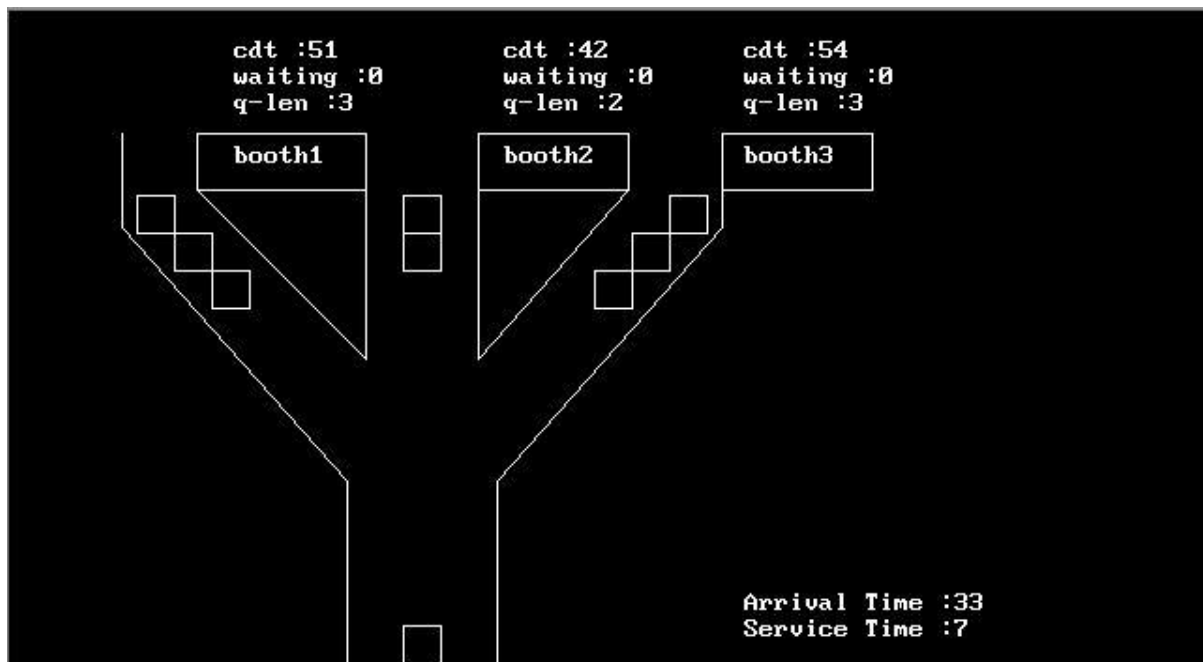 cdt :51
waiting :0
q-len :3
cdt :42
waiting :0
q-len :2
cdt :54
waiting :0
q-len :3
booth1
booth2
booth3
Arrival Time :33
Service Time :7